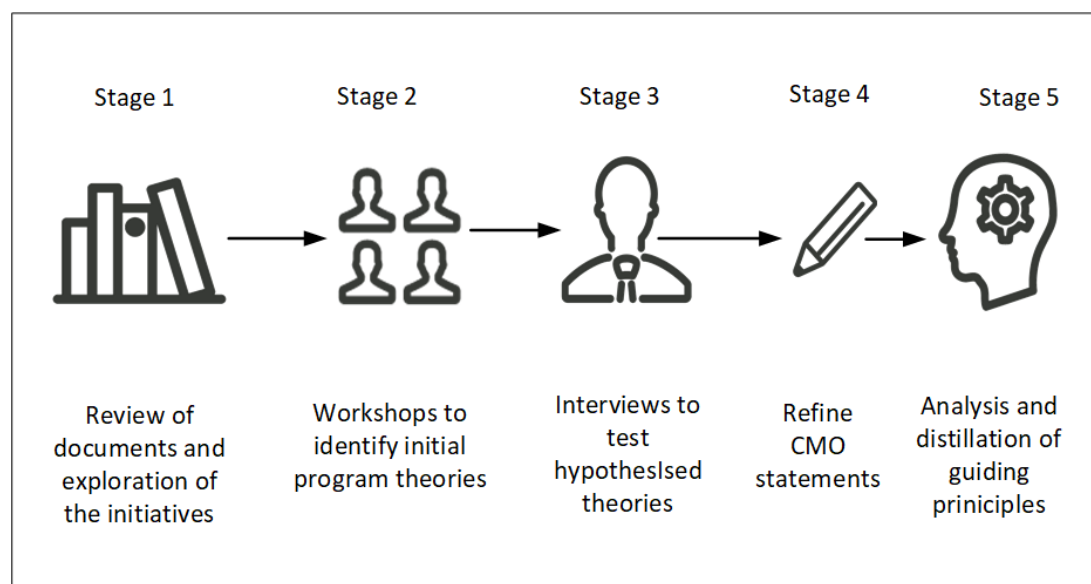 Stage 1
Stage 2
Stage 3
Stage 4
Stage 5
Review of
documents and
exploration of
the initiatives
Workshops to
identify initial
program theories
Interviews to
test
hypotheslsed
theories
Refine
CMO
statements
Analysis and
distillation of
guiding
priniciples